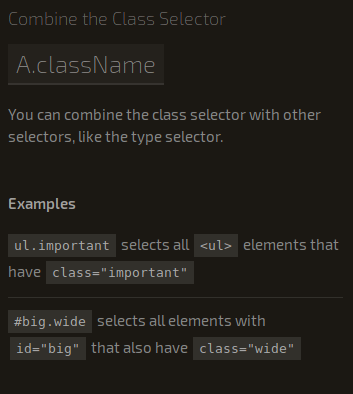 Combine the Class Selector
A.className
You can combine the class selector with other
selectors, like the type selector.
Examples
ul.important selects all <ul> elements that
have class="important"
#big.wide selects all elements with
id="big" that also have class="wide"